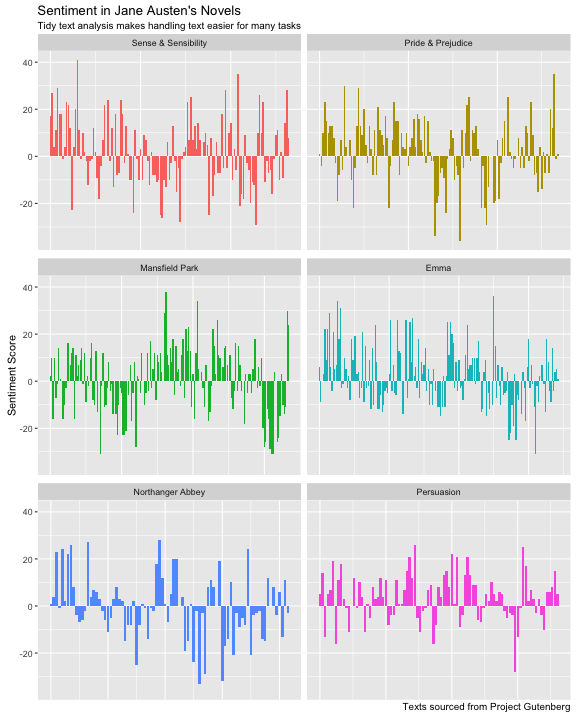 Sentiment in Jane Austen's Novels
Tidy text analysis makes handling text easier for many tasks
Sense & Sensibility
Pride & Prejudice
40
20
0
-20
Mansfield Park
Emma
40
20
0
-20
Sentiment Score
Northanger Abbey
Persuasion
40
20
0
-20
Texts sourced from Project Gutenberg